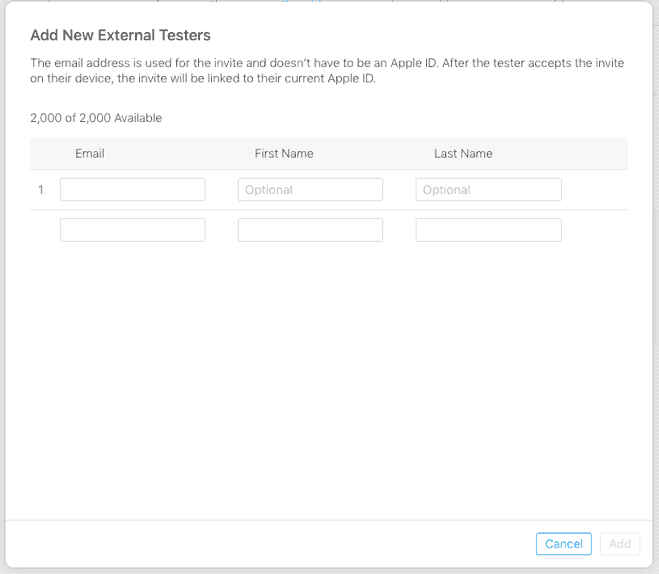 Add New External Testers
The email address is used for the invite and doesn't have to be an Apple ID. After the tester accepts the invite
on their device, the invite will be linked to their current Apple ID.
2,000 of 2,000 Available
Email First Name Last Name
1 Optional Optional
Cancel Add